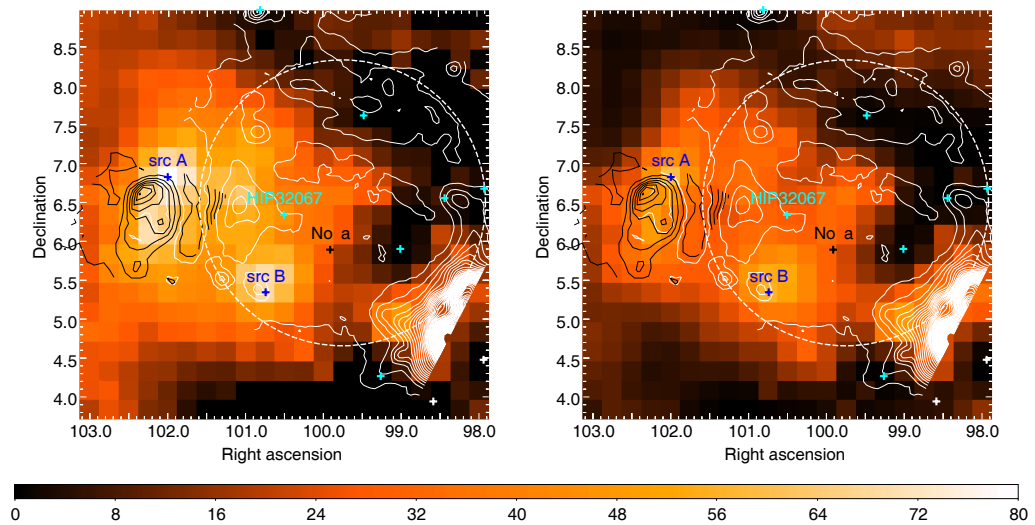 8.5
8.0
7.5
7.0
6.5
6.0
5.5
5.0
4.5
4.0
Declination
src A
HIP32067
No a
src B
103.0 102.0 101.0 100.0 99.0 98.0
Right ascension
8.5
8.0
7.5
7.0
6.5
6.0
5.5
5.0
4.5
4.0
Declination
src A
HIP32067
No a
src B
103.0 102.0 101.0 100.0 99.0 98.0
Right ascension
0 8 16 24 32 40 48 56 64 72 80